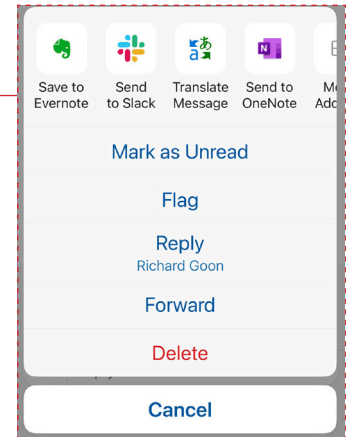 Save to Evernote
Send to Slack
Translate Message
Send to OneNote
Mark as Unread
Flag
Reply
Richard Goon
Forward
Delete
Cancel